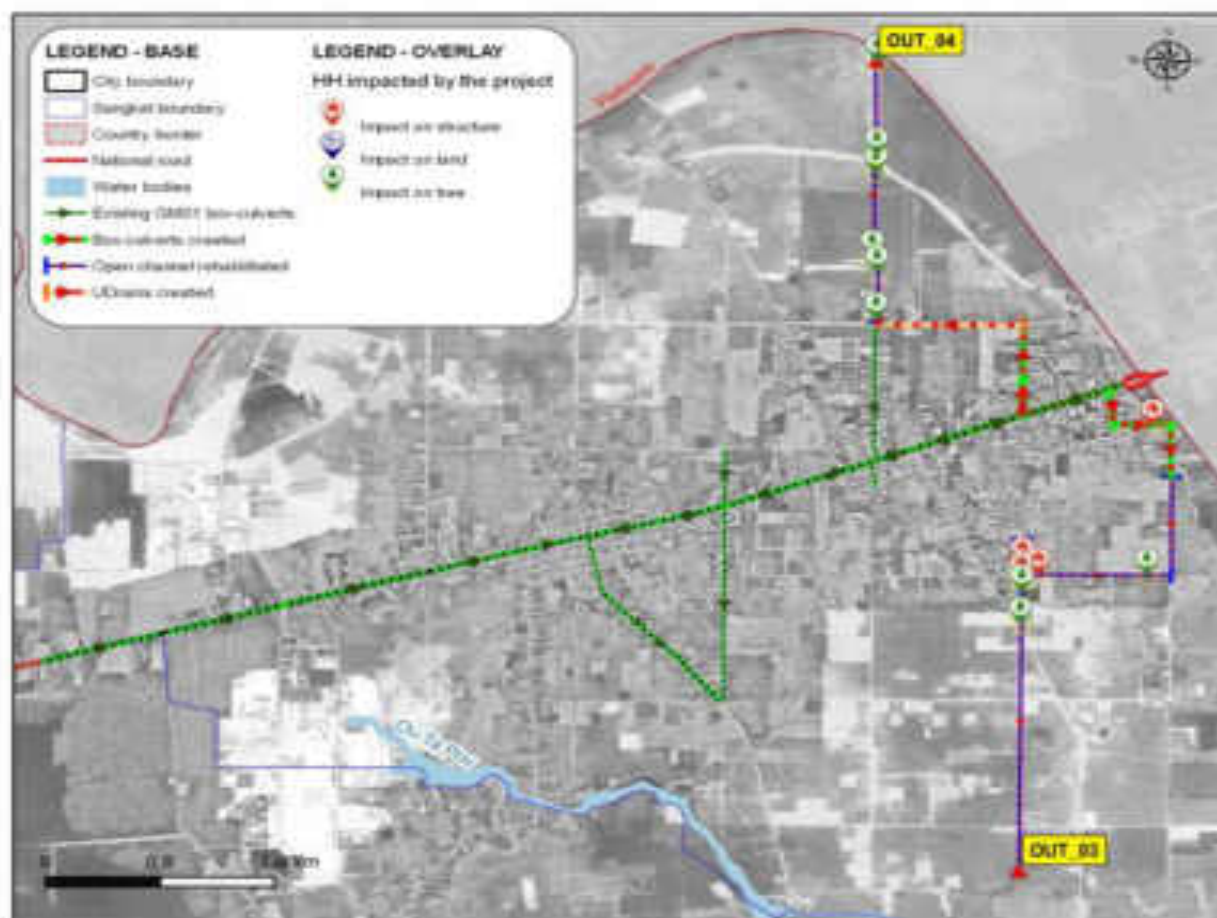 LEGEND - BASE
City boundary
Sangkat boundary
Country border
National road
Water bodies
Existing GMS1 box-culverts
Box-culverts created
Open channel rehabilitated
UDrains created
LEGEND - OVERLAY
HH impacted by the project
Impact on structure
Impact on land
Impact on tree
OUT_04
OUT_03
0